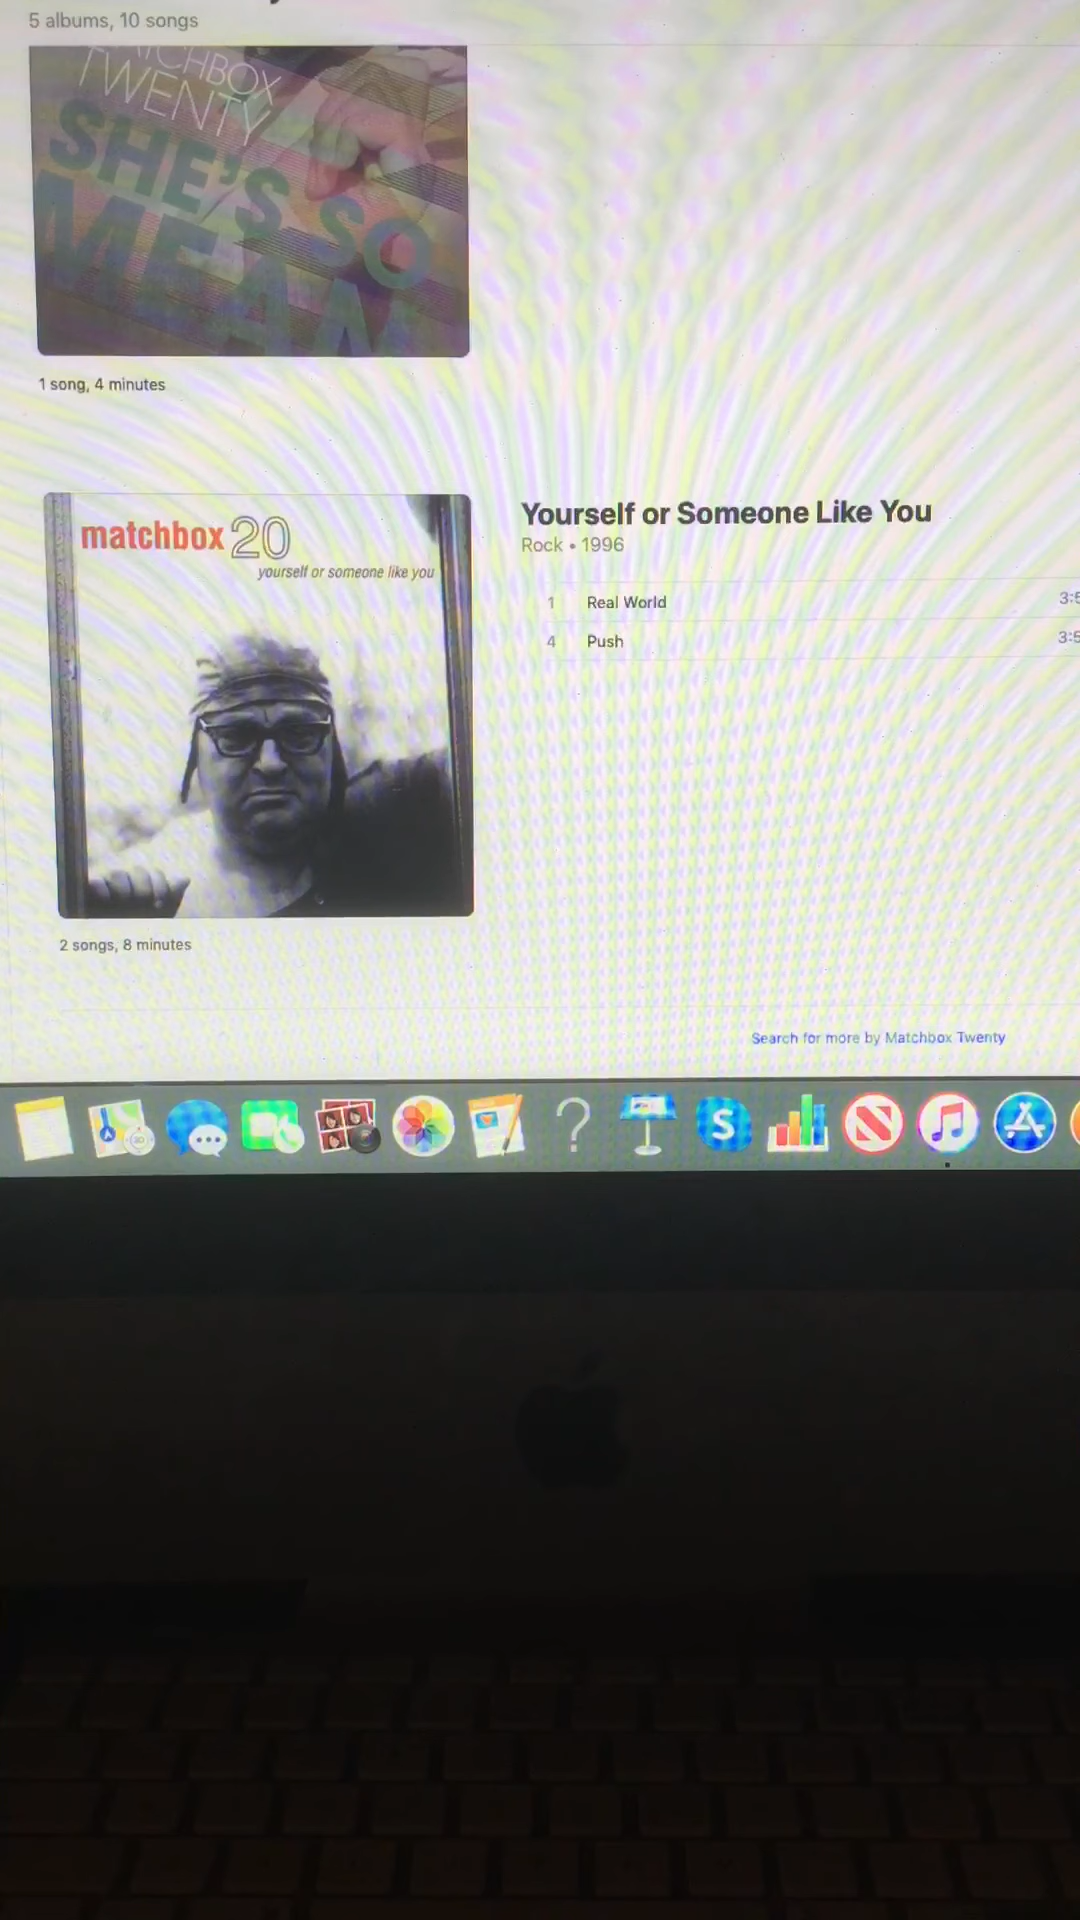 5 albums, 10 songs
MATCHBOX
TWENTY
SHE'S SO
MEAN
1 song, 4 minutes
matchbox 20
yourself or someone like you
Yourself or Someone Like You
Rock • 1996
1 Real World
4 Push
2 songs, 8 minutes
Search for more by Matchbox Twenty